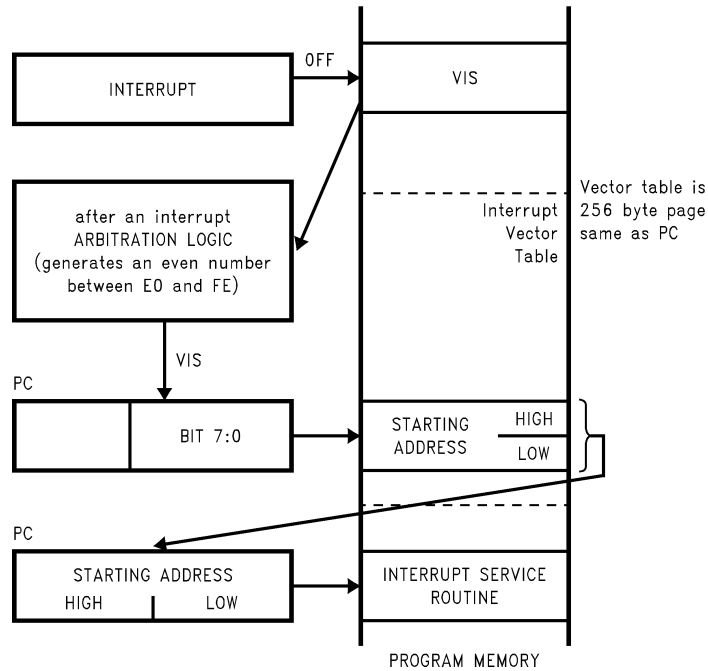 OFF
INTERRUPT
VIS
after an interrupt
ARBITRATION LOGIC
(generates an even number
between E0 and FE)
Interrupt
Vector
Table
Vector table is
256 byte page
same as PC
VIS
PC
BIT 7:0
STARTING
ADDRESS
HIGH
LOW
PC
STARTING ADDRESS
HIGH
LOW
INTERRUPT SERVICE
ROUTINE
PROGRAM MEMORY